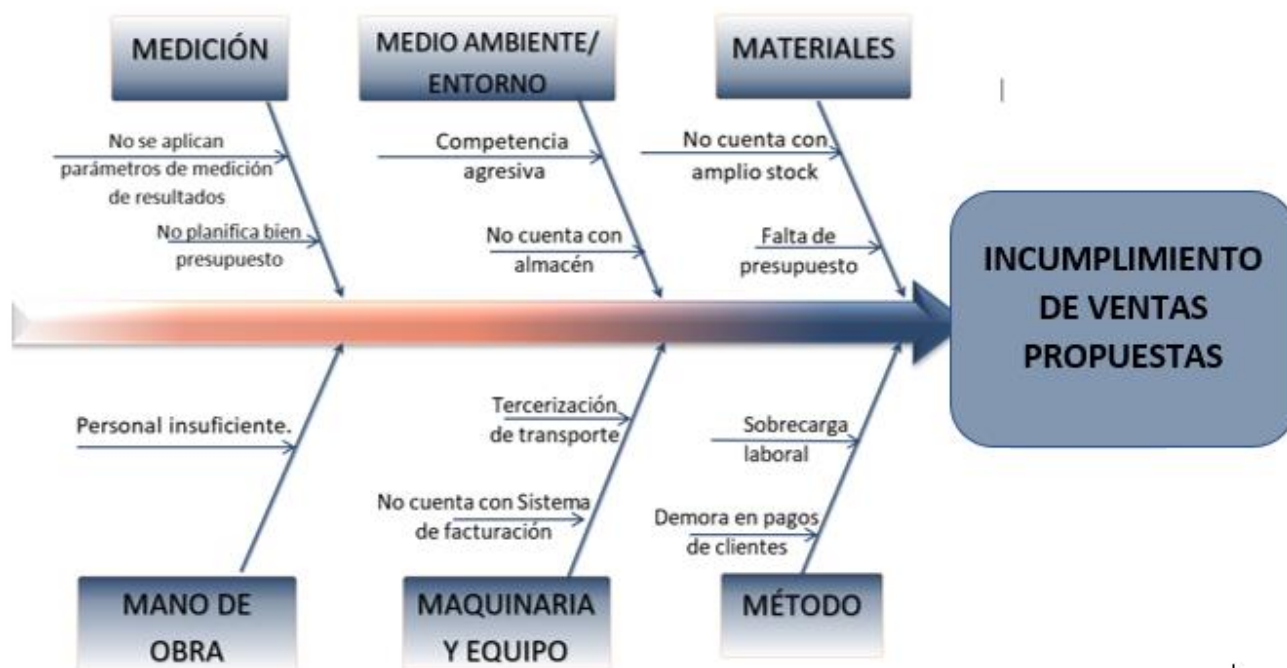 MEDICIÓN
MEDIO AMBIENTE/
ENTORNO
MATERIALES
No se aplican
parámetros de medición
de resultados
No planifica bien
presupuesto
Competencia
agresiva
No cuenta con
almacén
No cuenta con
amplio stock
Falta de
presupuesto
INCUMPLIMIENTO
DE VENTAS
PROPUESTAS
Personal insuficiente.
Tercerización
de transporte
No cuenta con Sistema
de facturación
Sobrecarga
laboral
Demora en pagos
de clientes
MANO DE
OBRA
MAQUINARIA
Y EQUIPO
MÉTODO